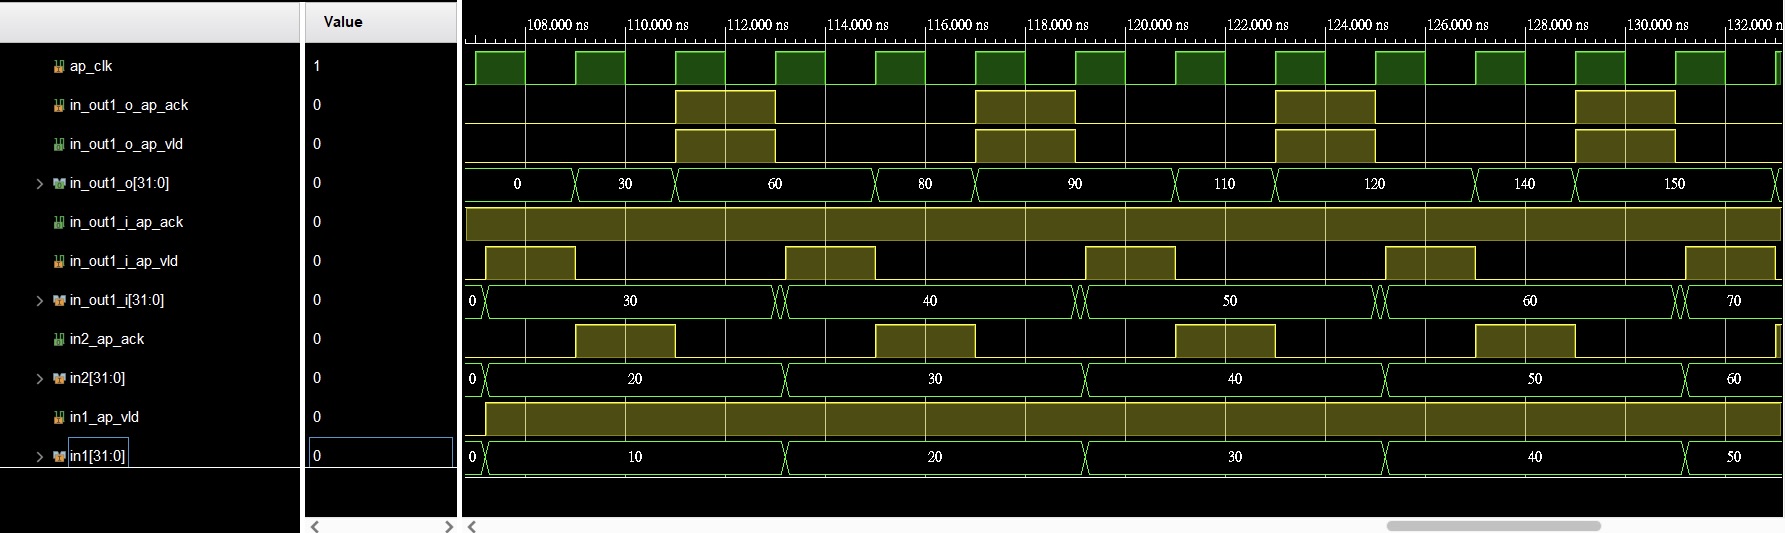 Value
108.000 ns 110.000 ns 112.000 ns 114.000 ns 116.000 ns 118.000 ns 120.000 ns 122.000 ns 124.000 ns 126.000 ns 128.000 ns 130.000 ns 132.000 n
ap_clk 1
in_out1_o_ap_ack 0
in_out1_o_ap_vld 0
in_out1_o[31:0] 0 0 30 60 80 90 110 120 140 150
in_out1_i_ap_ack 0
in_out1_i_ap_vld 0
in_out1_i[31:0] 0 0 30 40 50 60 70
in2_ap_ack 0
in2[31:0] 0 0 20 30 40 50 60
in1_ap_vld 0
in1[31:0] 0 0 10 20 30 40 50